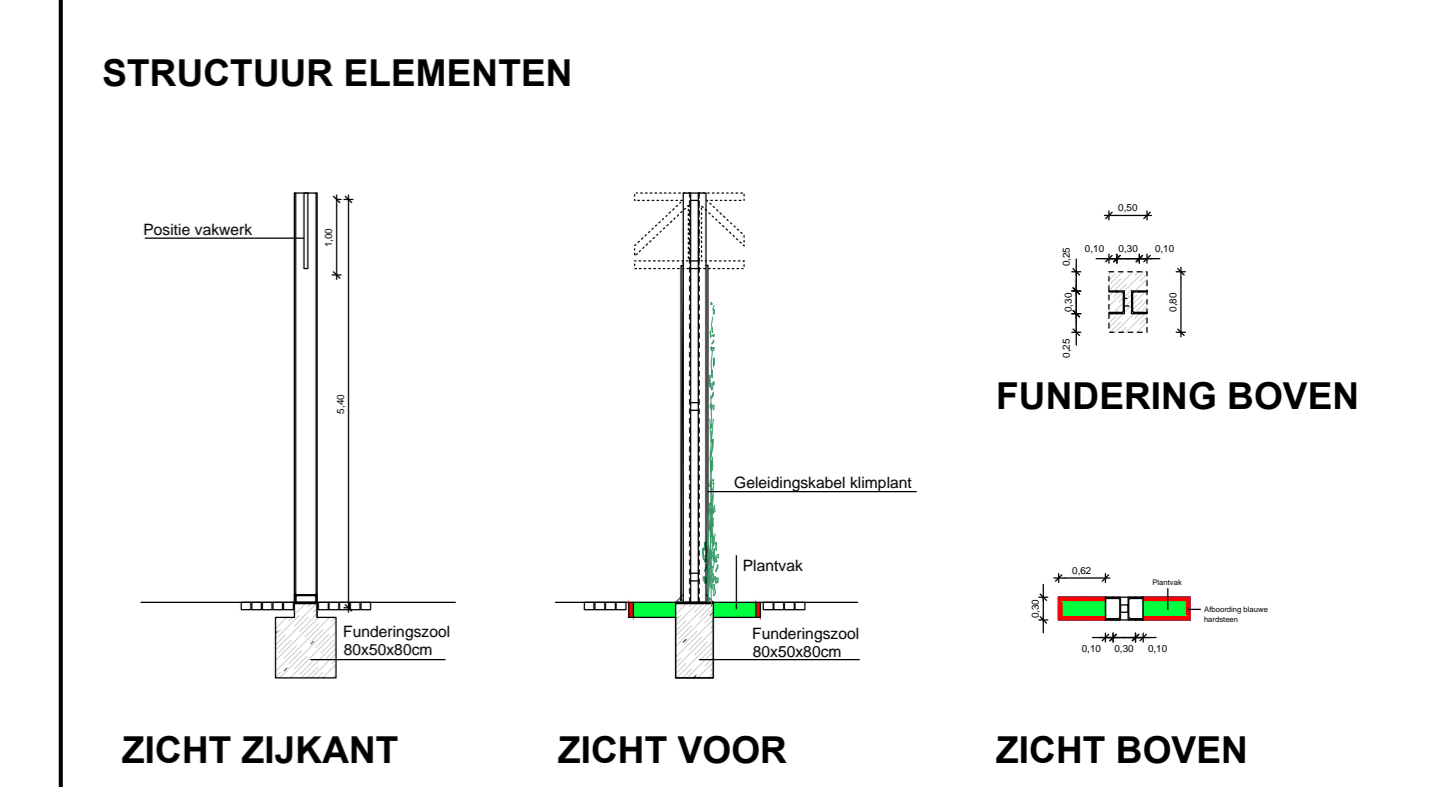 STRUCTUUR ELEMENTEN
Positie vakwerk
1,00
5,40
Funderingszool
80x50x80cm
ZICHT ZIJKANT
Geleidingskabel klimplant
Plantvak
Funderingszool
80x50x80cm
ZICHT VOOR
0,50
0,10 0,30 0,10
0,25
0,30
0,25
0,80
FUNDERING BOVEN
0,62
Plantvak
0,30
Afboording blauwe
hardsteen
0,10 0,30 0,10
ZICHT BOVEN